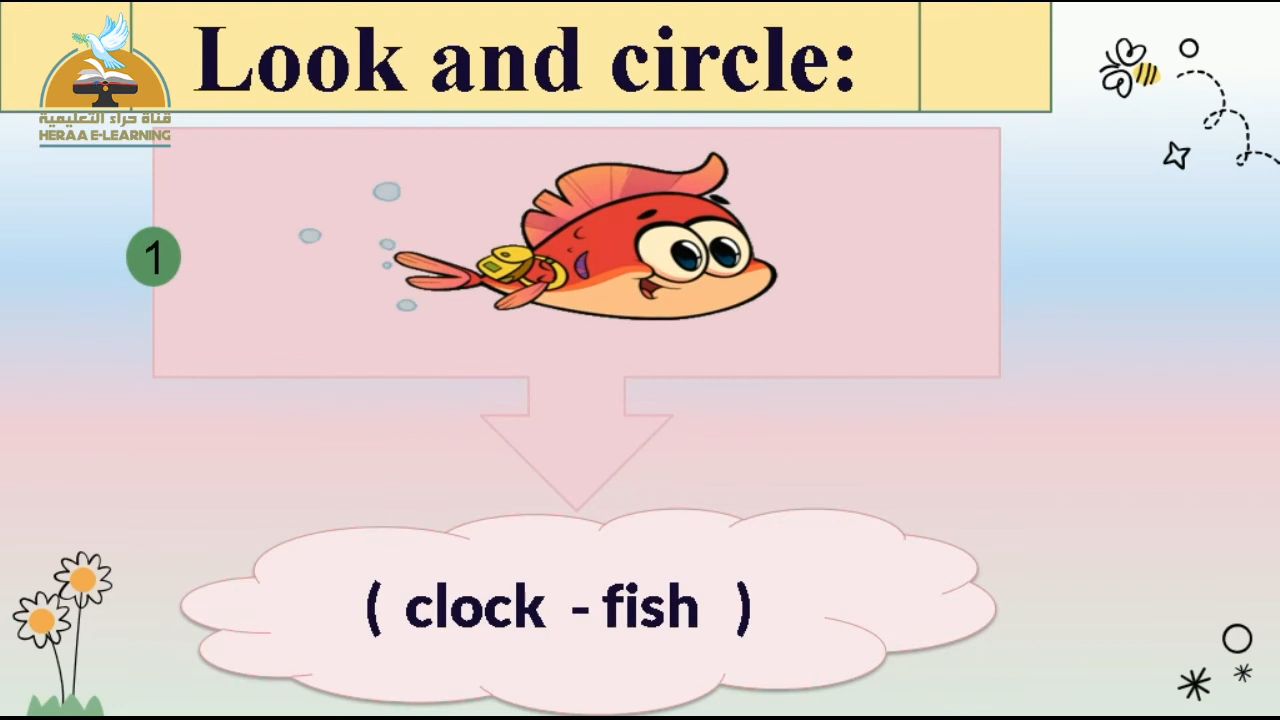 Look and circle:
قناة حراء التعليمية
HERAA E-LEARNING
1
( clock - fish )